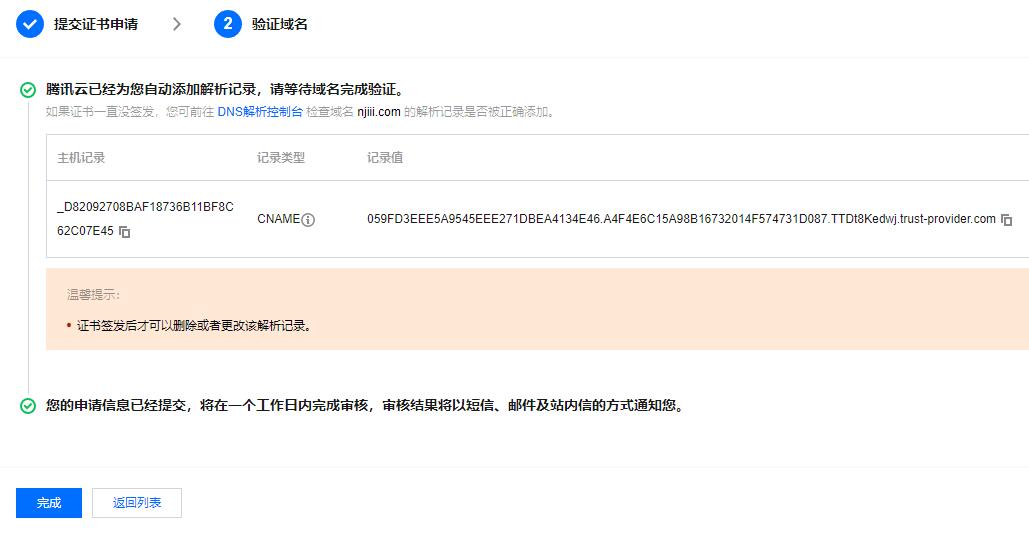 提交证书申请
2 验证域名
腾讯云已经为您自动添加解析记录，请等待域名完成验证。
如果证书一直没签发，您可前往 DNS解析控制台 检查域名 njiii.com 的解析记录是否被正确添加。
主机记录 记录类型 记录值
_D82092708BAF18736B11BF8C
62C07E45
CNAME
059FD3EEE5A9545EEE271DBEA4134E46.A4F4E6C15A98B16732014F574731D087.TTDt8Kedwj.trust-provider.com
温馨提示：
• 证书签发后才可以删除或者更改该解析记录。
您的申请信息已经提交，将在一个工作日内完成审核，审核结果将以短信、邮件及站内信的方式通知您。
完成 返回列表